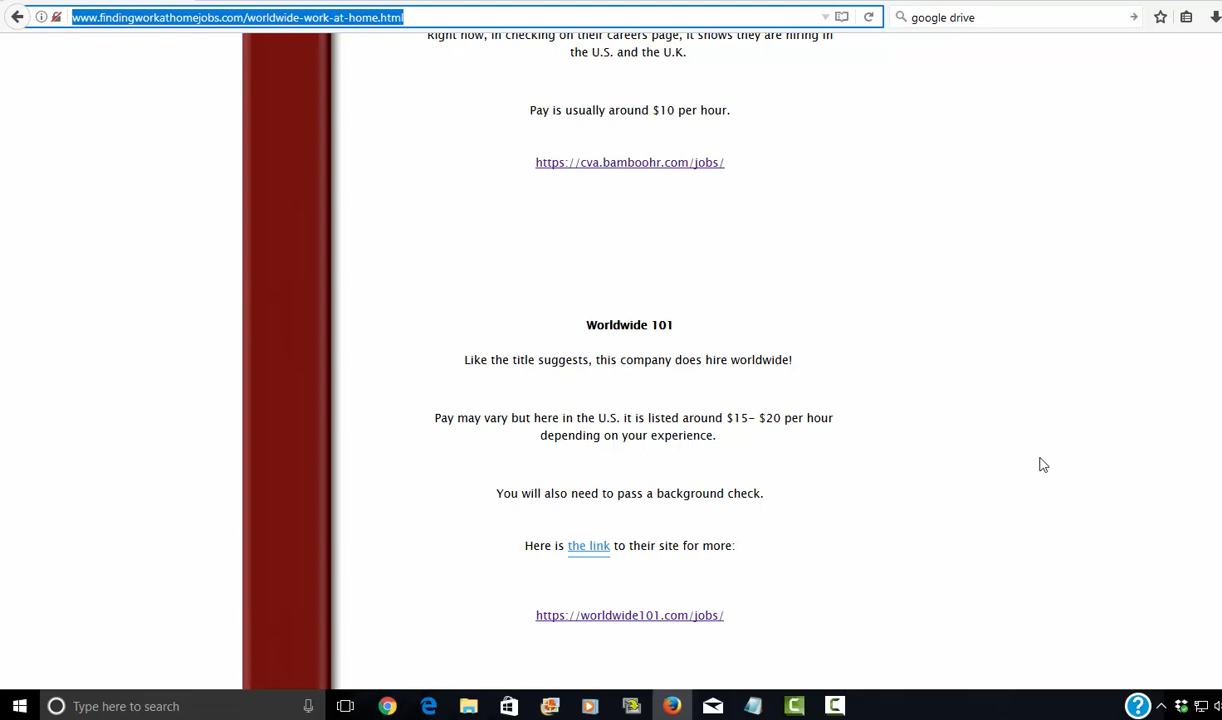 www.findingworkathomejobs.com/worldwide-work-at-home.html
google drive
Right now, in checking on their careers page, it shows they are hiring in
the U.S. and the U.K.
Pay is usually around $10 per hour.
https://cva.bamboohr.com/jobs/
Worldwide 101
Like the title suggests, this company does hire worldwide!
Pay may vary but here in the U.S. it is listed around $15- $20 per hour
depending on your experience.
You will also need to pass a background check.
Here is the link to their site for more:
https://worldwide101.com/jobs/
Type here to search